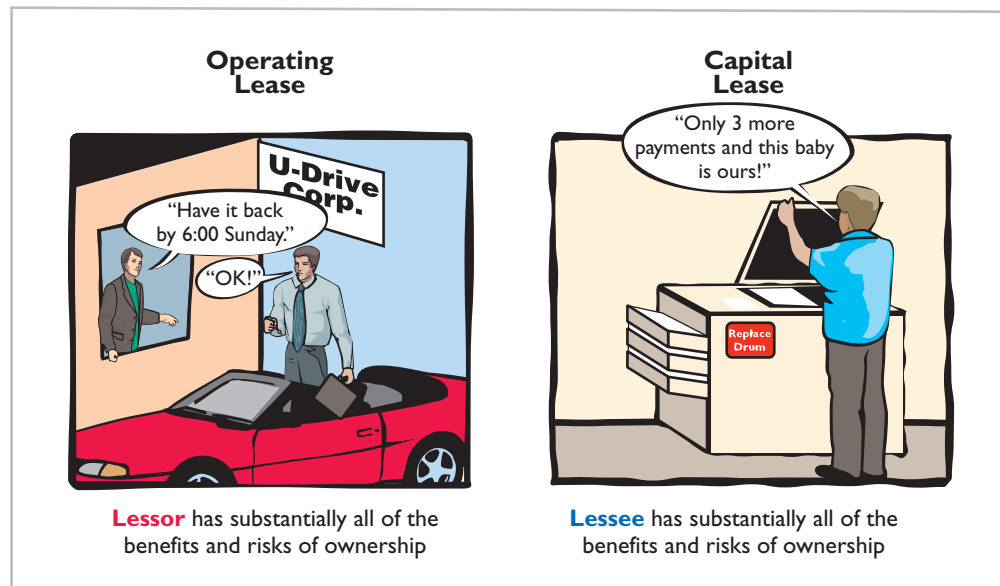 Operating
Lease
U-Drive
Corp.
“Have it back
by 6:00 Sunday.”
“OK!”
Lessor has substantially all of the
benefits and risks of ownership
Capital
Lease
“Only 3 more
payments and this baby
is ours!”
Replace
Drum
Lessee has substantially all of the
benefits and risks of ownership